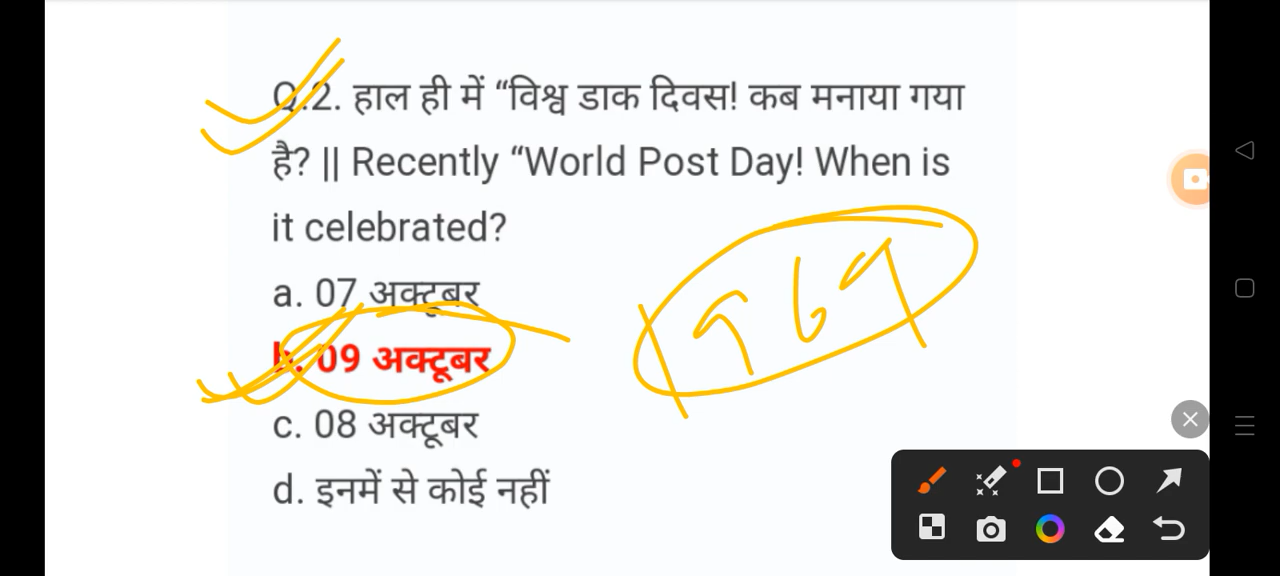 Q.2. हाल ही में “विश्व डाक दिवस! कब मनाया गया
है? || Recently “World Post Day! When is
it celebrated?
a. 07 अक्टूबर
b. 09 अक्टूबर
1969
c. 08 अक्टूबर
d. इनमें से कोई नहीं